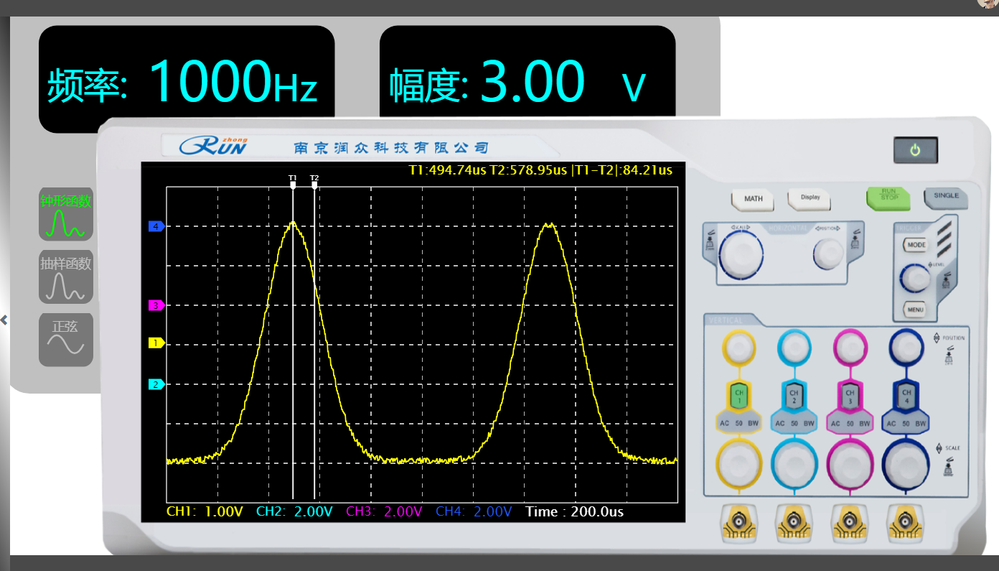 频率: 1000Hz
幅度: 3.00 V
zhong
RUN
南京润众科技有限公司
T1:494.74us T2:578.95us |T1-T2|:84.21us
T1 T2
钟形函数
抽样函数
正弦
4
3
1
2
CH1: 1.00V CH2: 2.00V CH3: 2.00V CH4: 2.00V Time : 200.0us
MATH
Display
RUN
STOP
SINGLE
SCALE
HORIZONTAL
POSITION
TRIGGER
MODE
LEVEL
MENU
VERTICAL
POSITION
CH
1
CH
2
CH
3
CH
4
AC 50 BW
AC 50 BW
AC 50 BW
AC 50 BW
SCALE